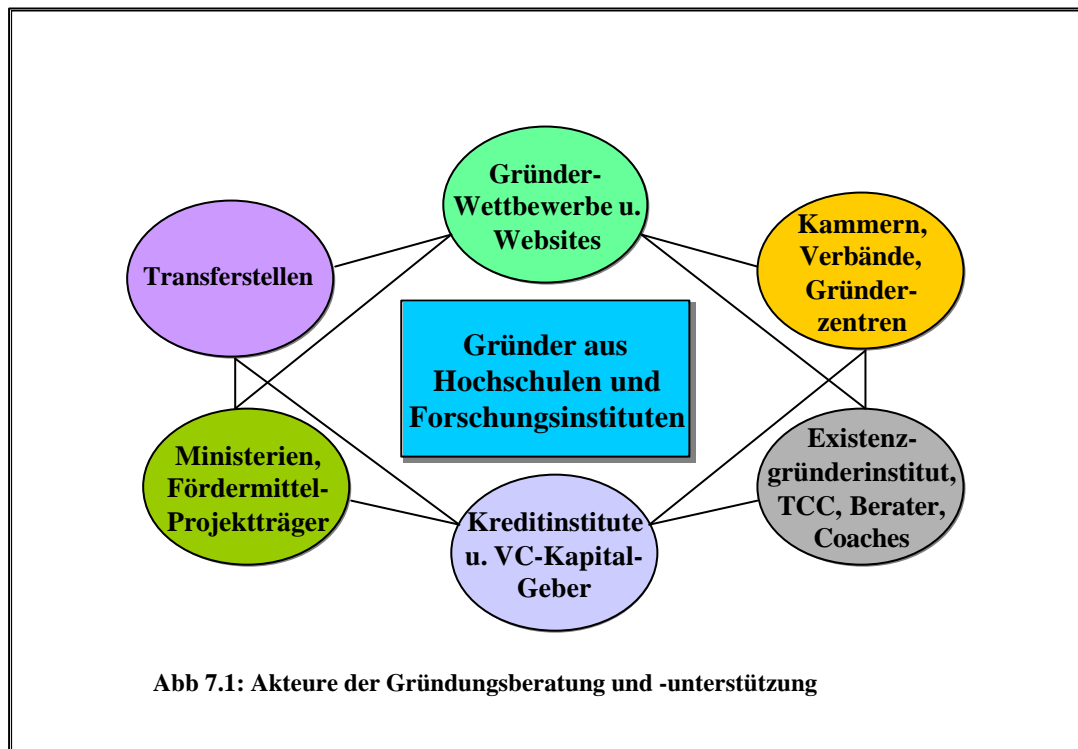 Gründer-
Wettbewerbe u.
Websites
Transferstellen
Kammern,
Verbände,
Gründer-
zentren
Gründer aus
Hochschulen und
Forschungsinstituten
Ministerien,
Fördermittel-
Projektträger
Kreditinstitute
u. VC-Kapital-
Geber
Existenz-
gründerinstitut,
TCC, Berater,
Coaches
Abb 7.1: Akteure der Gründungsberatung und -unterstützung